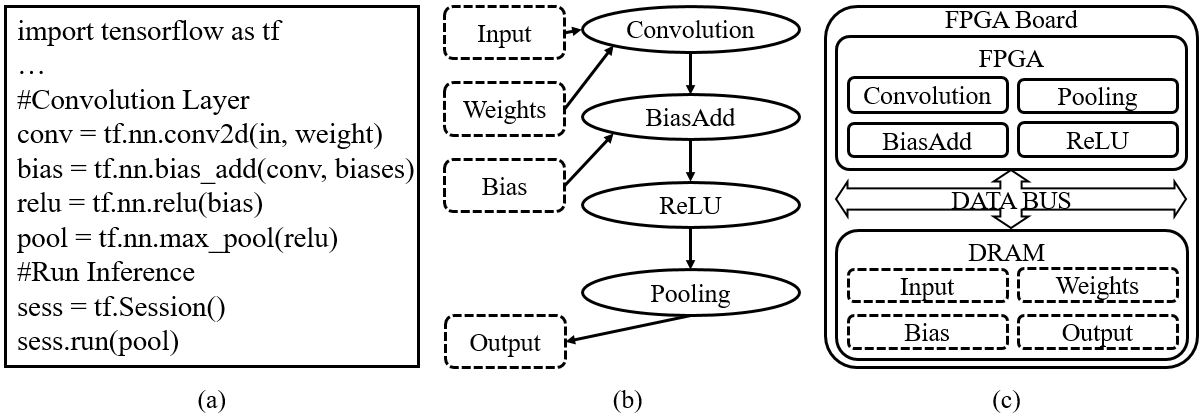 import tensorflow as tf
…
#Convolution Layer
conv = tf.nn.conv2d(in, weight)
bias = tf.nn.bias_add(conv, biases)
relu = tf.nn.relu(bias)
pool = tf.nn.max_pool(relu)
#Run Inference
sess = tf.Session()
sess.run(pool)
(a)
Input
Convolution
Weights
BiasAdd
Bias
ReLU
Pooling
Output
(b)
FPGA Board
FPGA
Convolution
Pooling
BiasAdd
ReLU
DATA BUS
DRAM
Input
Weights
Bias
Output
(c)